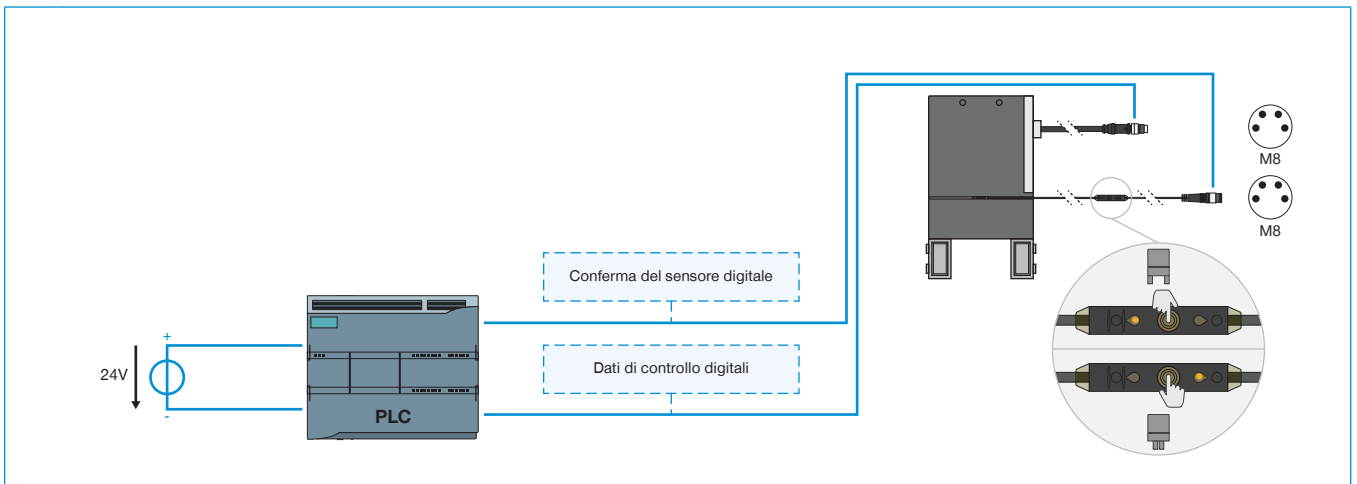 M8
M8
Conferma del sensore digitale
+
24V
Dati di controllo digitali
-
PLC